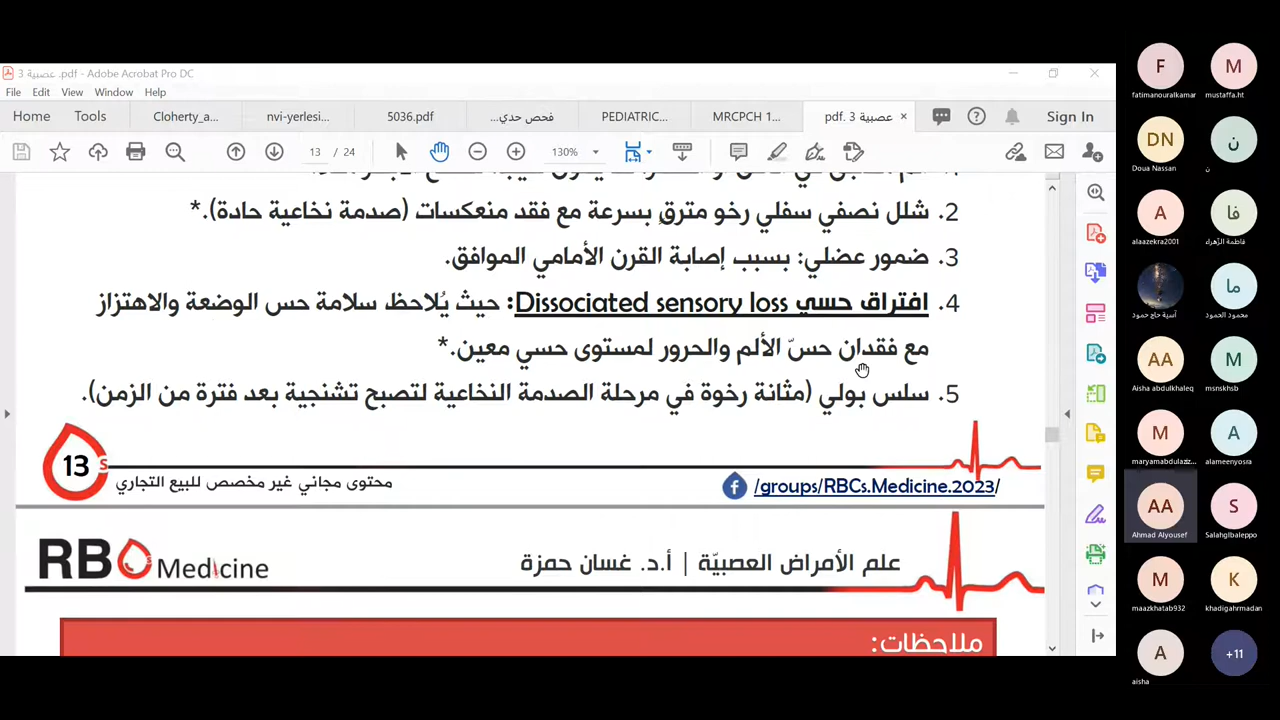 عصبية 3 .pdf - Adobe Acrobat Pro DC
File Edit View Window Help
Home Tools Cloherty_a... nvi-yerlesi... 5036.pdf فحص حدي... PEDIATRIC... MRCPCH 1... عصبية 3 .pdf × Sign In
13 / 24 130%
2. شلل نصفي سفلي رخو مترقٍ بسرعة مع فقد منعكسات (صدمة نخاعية حادة).*
3. ضمور عضلي: بسبب إصابة القرن الأمامي الموافق.
4. افتراق حسي Dissociated sensory loss: حيث يُلاحظ سلامة حس الوضعة والاهتزاز
مع فقدان حسّ الألم والحرور لمستوى حسي معين.*
5. سلس بولي (مثانة رخوة في مرحلة الصدمة النخاعية لتصبح تشنجية بعد فترة من الزمن).
13 S
محتوى مجاني غير مخصص للبيع التجاري
f /groups/RBCs.Medicine.2023/
RB Medicine
علم الأمراض العصبيّة | أ.د. غسان حمزة
ملاحظات:
F M
fatimanouralkamar mustaffa.ht
DN ن
Doua Nassan ن
A فا
alaazekra2001 فاطمة الزهراء
ما
آسية حاج حمود محمود الحمود
AA M
Aisha abdulkhaleq msnskhsb
M A
maryamabdulaziz... alameenyosra
AA S
Ahmad Alyousef Salahglbaleppo
M K
maazkhatab932 khadigahrmadan
A +11
aisha